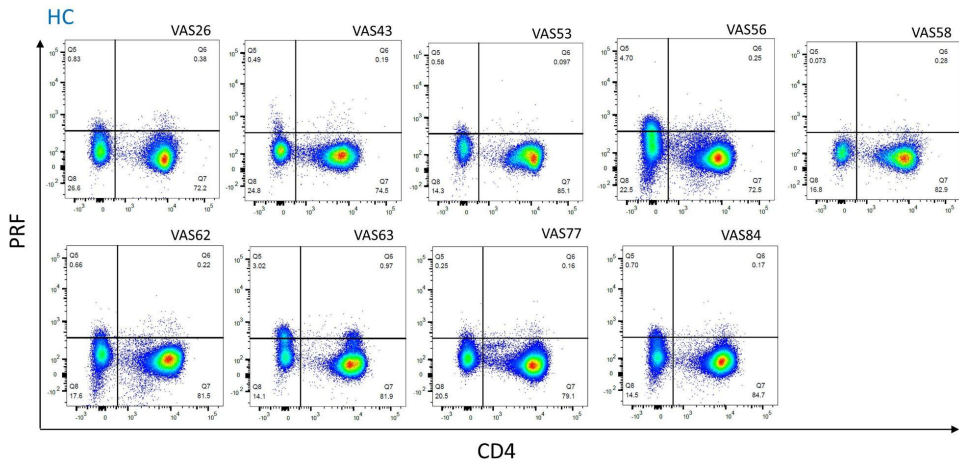 HC
VAS26
VAS43
VAS53
VAS56
VAS58
Q5
0.83
Q6
0.38
Q8
26.6
Q7
72.2
Q5
0.49
Q6
0.19
Q8
24.8
Q7
74.5
Q5
0.58
Q6
0.097
Q8
14.3
Q7
85.1
Q5
4.70
Q6
0.25
Q8
22.5
Q7
72.5
Q5
0.073
Q6
0.28
Q8
16.8
Q7
82.9
VAS62
VAS63
VAS77
VAS84
Q5
0.66
Q6
0.22
Q8
17.6
Q7
81.5
Q5
3.02
Q6
0.97
Q8
14.1
Q7
81.9
Q5
0.25
Q6
0.16
Q8
20.5
Q7
79.1
Q5
0.70
Q6
0.17
Q8
14.5
Q7
84.7
PRF
CD4